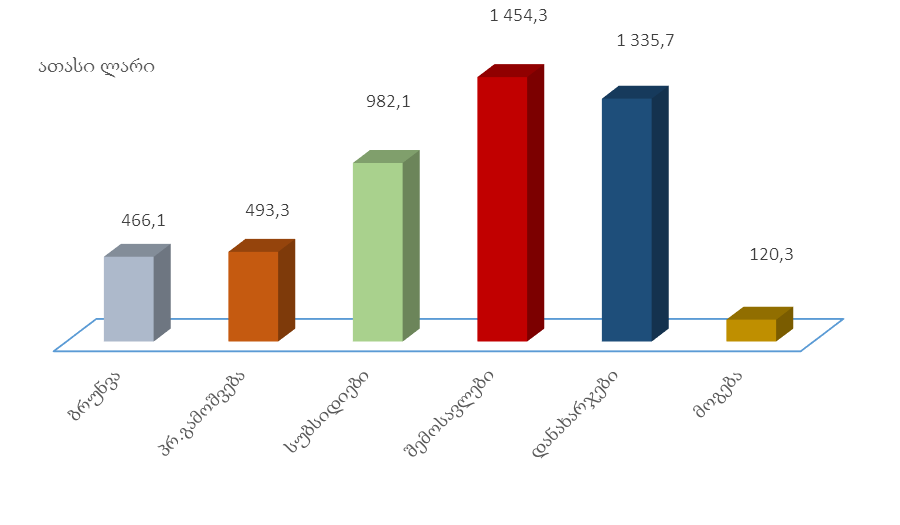 1 454,3
1 335,7
ათასი ლარი
982,1
493,3
466,1
120,3
ბრუნვა
პრ.გამოშვება
სუბსიდიები
შემოსავლები
დანახარჯები
მოგება